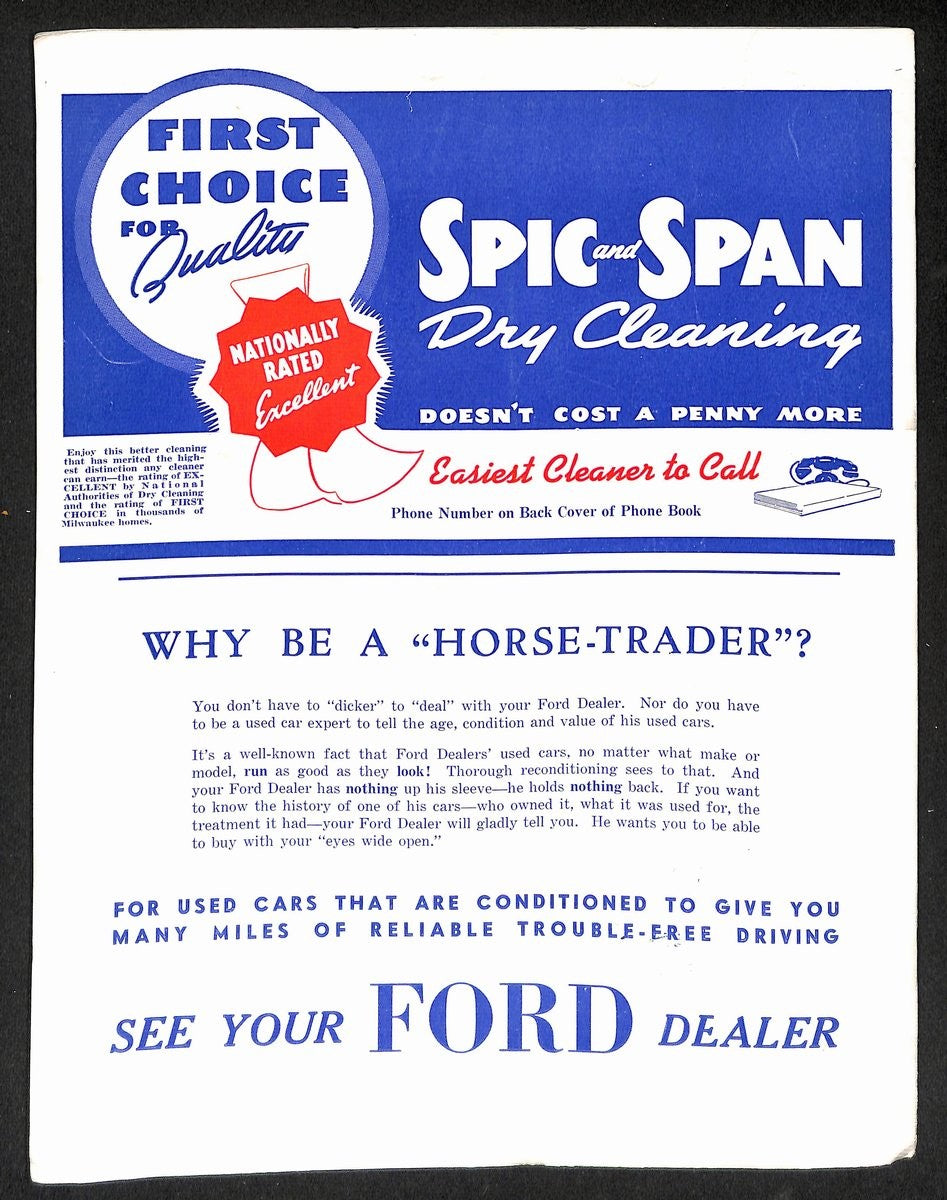 FIRST
CHOICE
FOR
Quality
NATIONALLY
RATED
Excellent
SPIC and SPAN
Dry Cleaning
DOESN'T COST A PENNY MORE
Enjoy this better cleaning
that has merited the high-
est distinction any cleaner
can earn—the rating of EX-
CELLENT by National
Authorities of Dry Cleaning
and the rating of FIRST
CHOICE in thousands of
Milwaukee homes.
Easiest Cleaner to Call
Phone Number on Back Cover of Phone Book
WHY BE A “HORSE-TRADER”?
You don't have to “dicker” to “deal” with your Ford Dealer. Nor do you have
to be a used car expert to tell the age, condition and value of his used cars.
It's a well-known fact that Ford Dealers' used cars, no matter what make or
model, run as good as they look! Thorough reconditioning sees to that. And
your Ford Dealer has nothing up his sleeve—he holds nothing back. If you want
to know the history of one of his cars—who owned it, what it was used for, the
treatment it had—your Ford Dealer will gladly tell you. He wants you to be able
to buy with your “eyes wide open.”
FOR USED CARS THAT ARE CONDITIONED TO GIVE YOU
MANY MILES OF RELIABLE TROUBLE-FREE DRIVING
SEE YOUR FORD DEALER